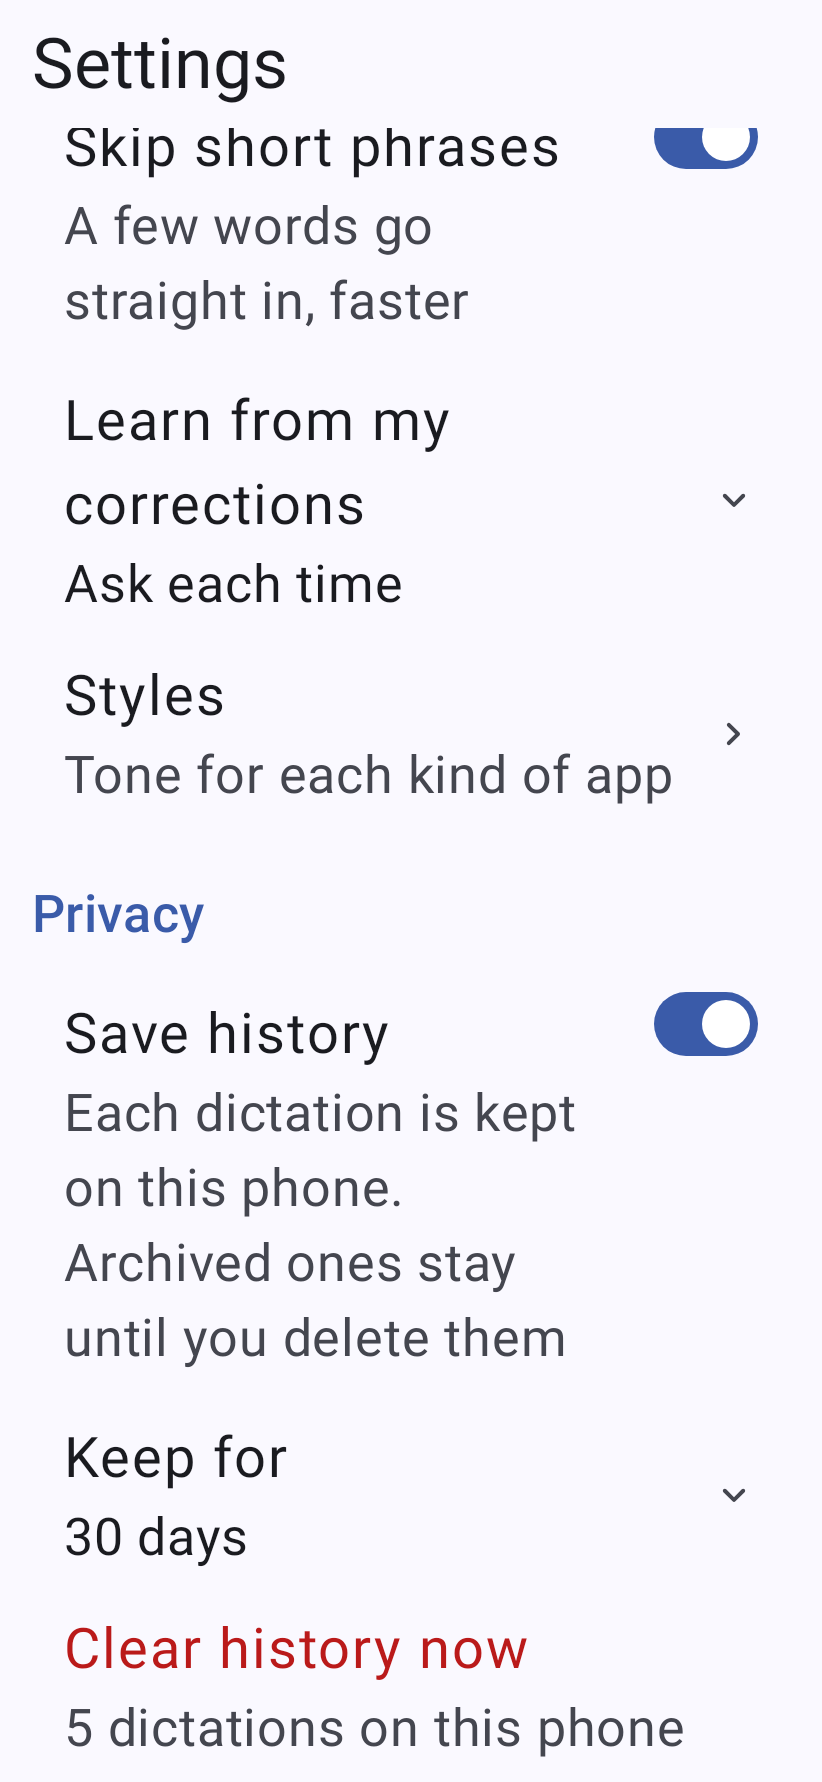 Settings
Skip short phrases
A few words go
straight in, faster
Learn from my
corrections
Ask each time
Styles
Tone for each kind of app
Privacy
Save history
Each dictation is kept
on this phone.
Archived ones stay
until you delete them
Keep for
30 days
Clear history now
5 dictations on this phone